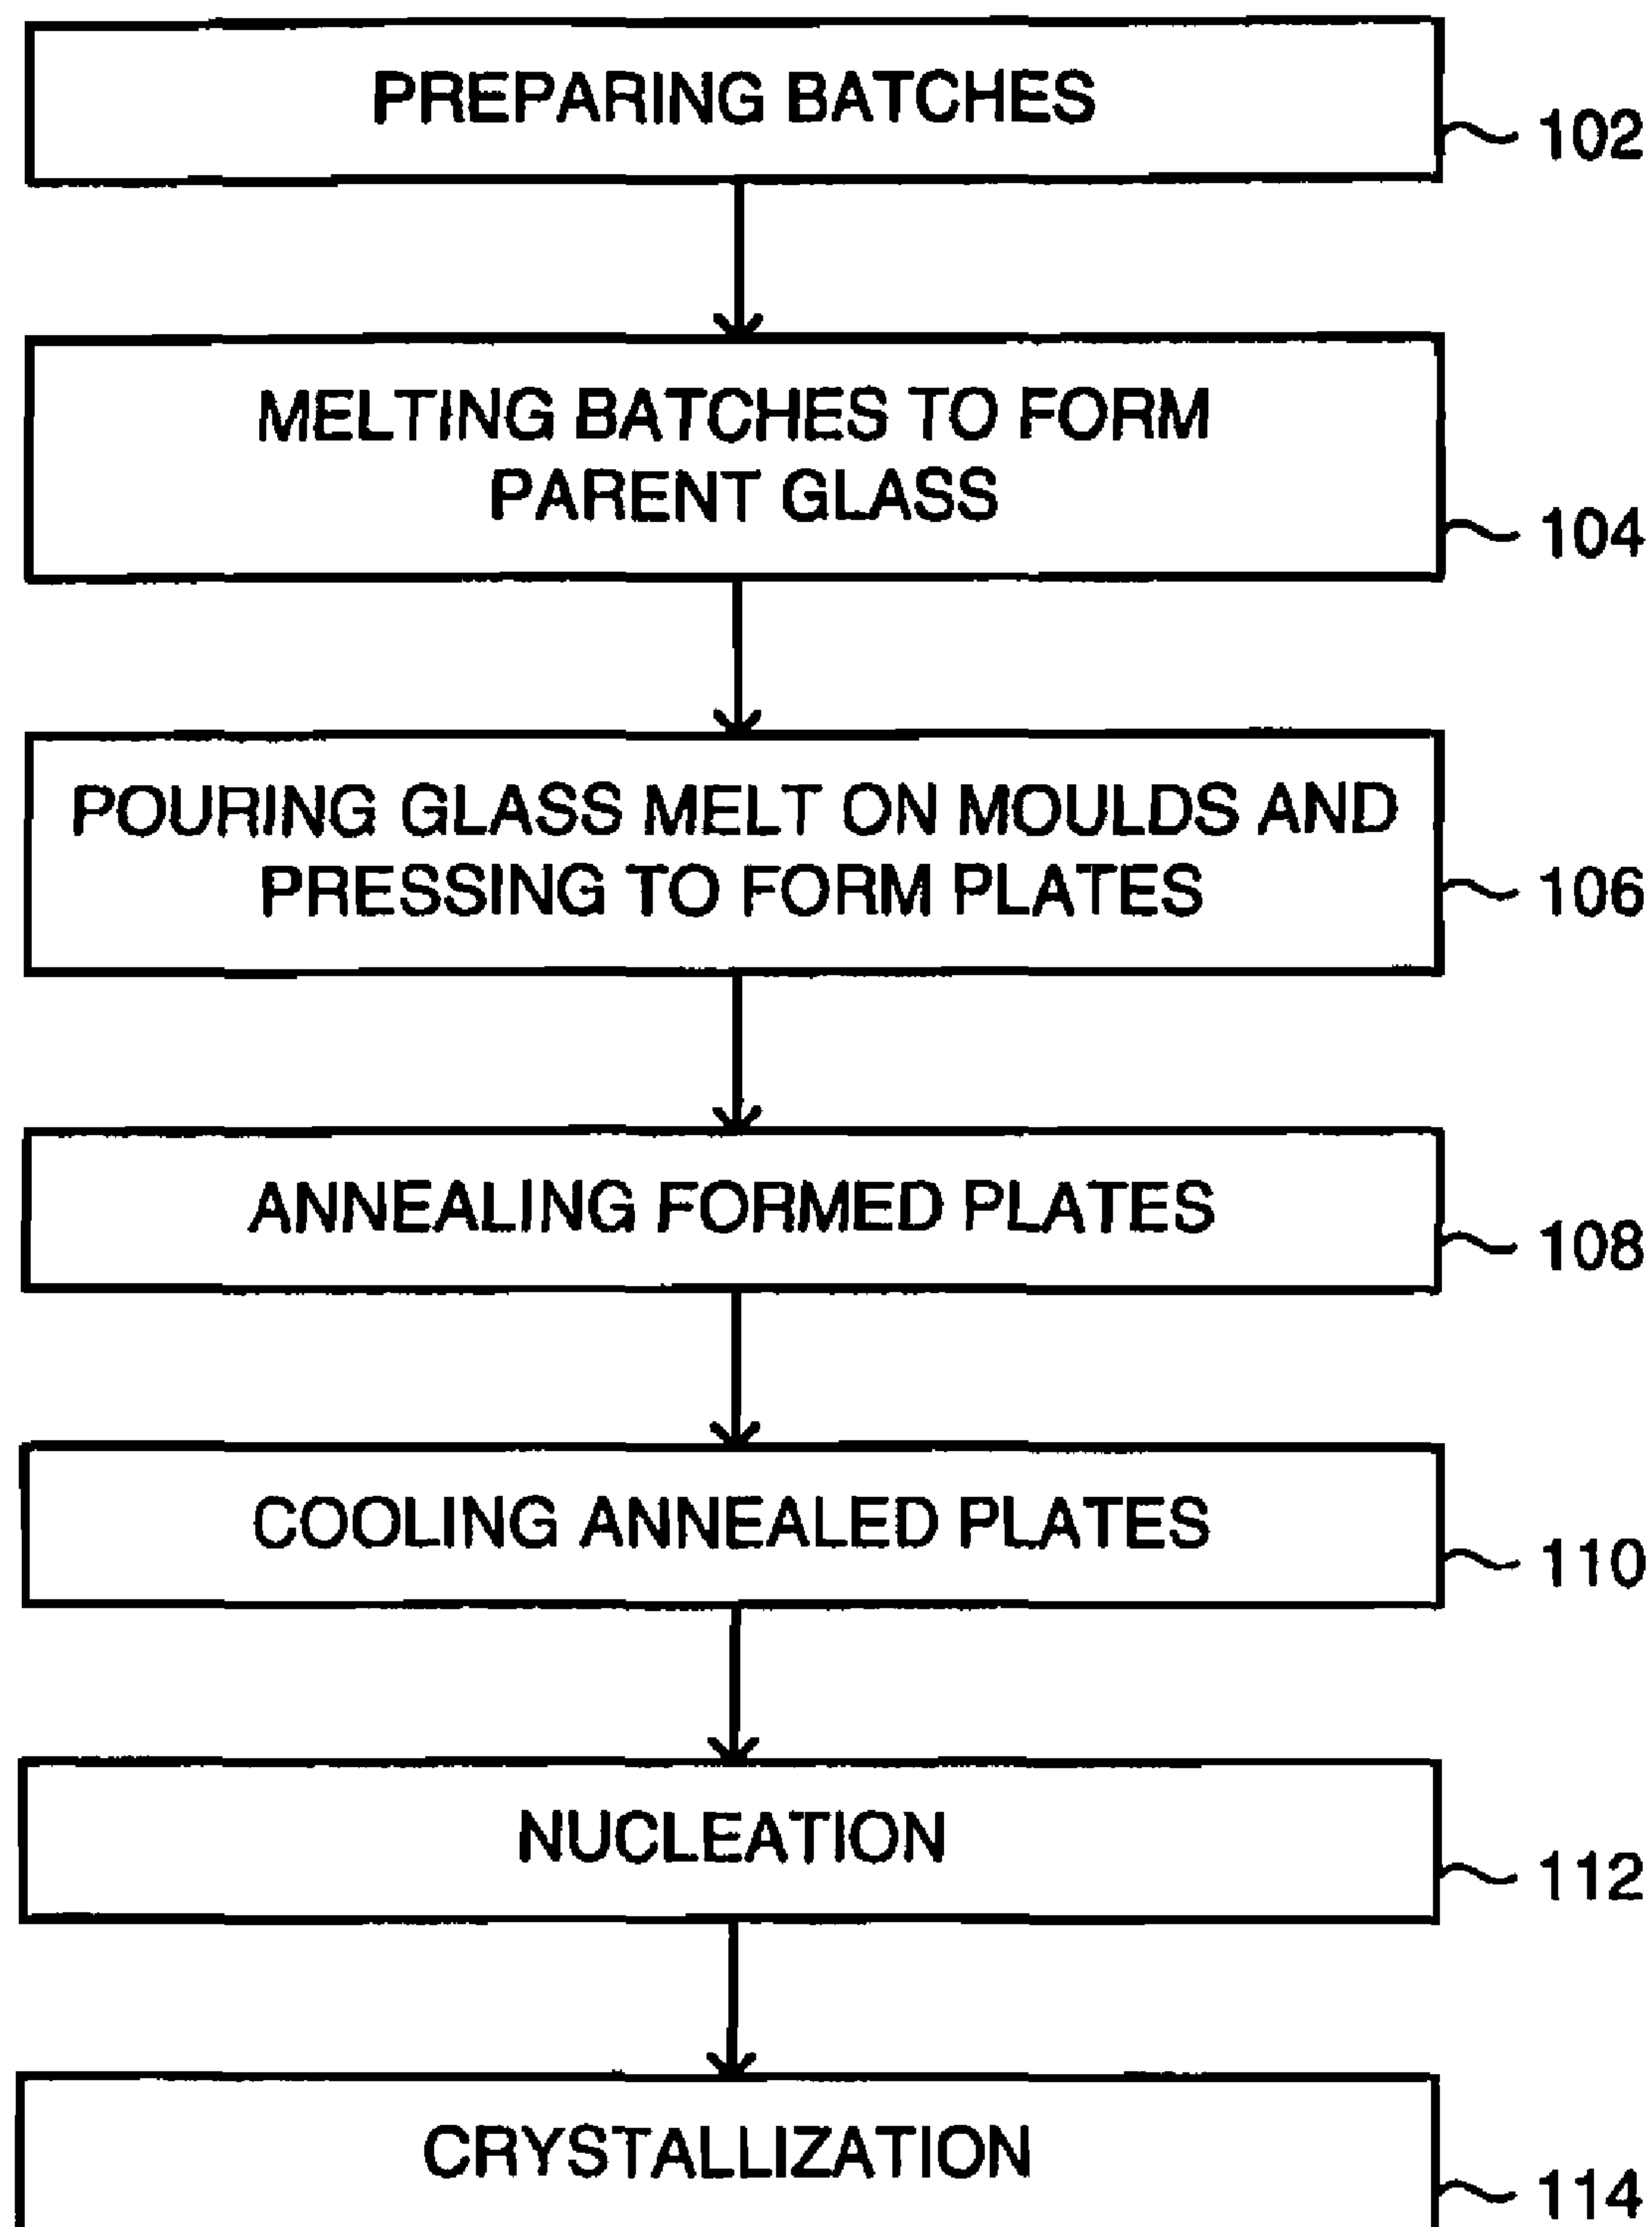 PREPARING BATCHES
102
MELTING BATCHES TO FORM
PARENT GLASS
104
POURING GLASS MELT ON MOULDS AND
PRESSING TO FORM PLATES
106
ANNEALING FORMED PLATES
108
COOLING ANNEALED PLATES
110
NUCLEATION
112
CRYSTALLIZATION
114